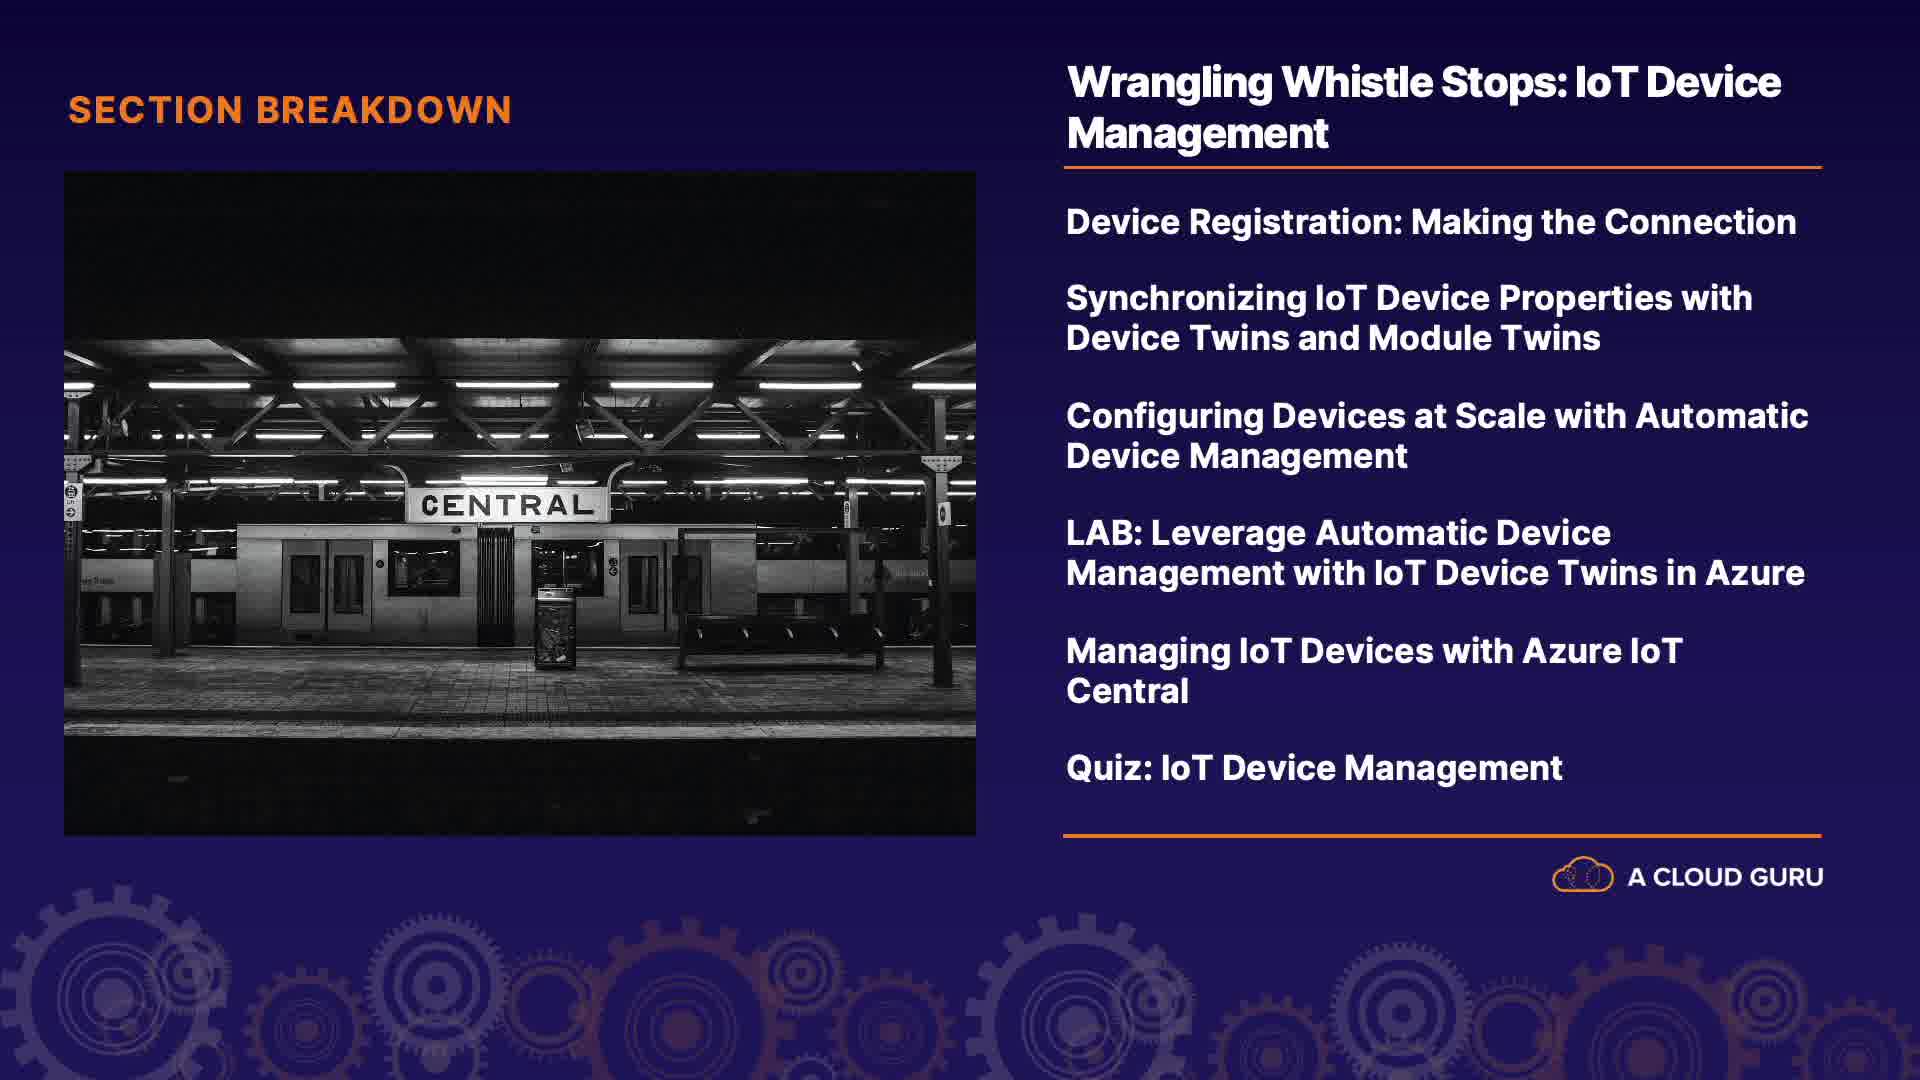 SECTION BREAKDOWN
CENTRAL
Wrangling Whistle Stops: IoT Device
Management
Device Registration: Making the Connection
Synchronizing IoT Device Properties with
Device Twins and Module Twins
Configuring Devices at Scale with Automatic
Device Management
LAB: Leverage Automatic Device
Management with IoT Device Twins in Azure
Managing IoT Devices with Azure IoT
Central
Quiz: IoT Device Management
A CLOUD GURU